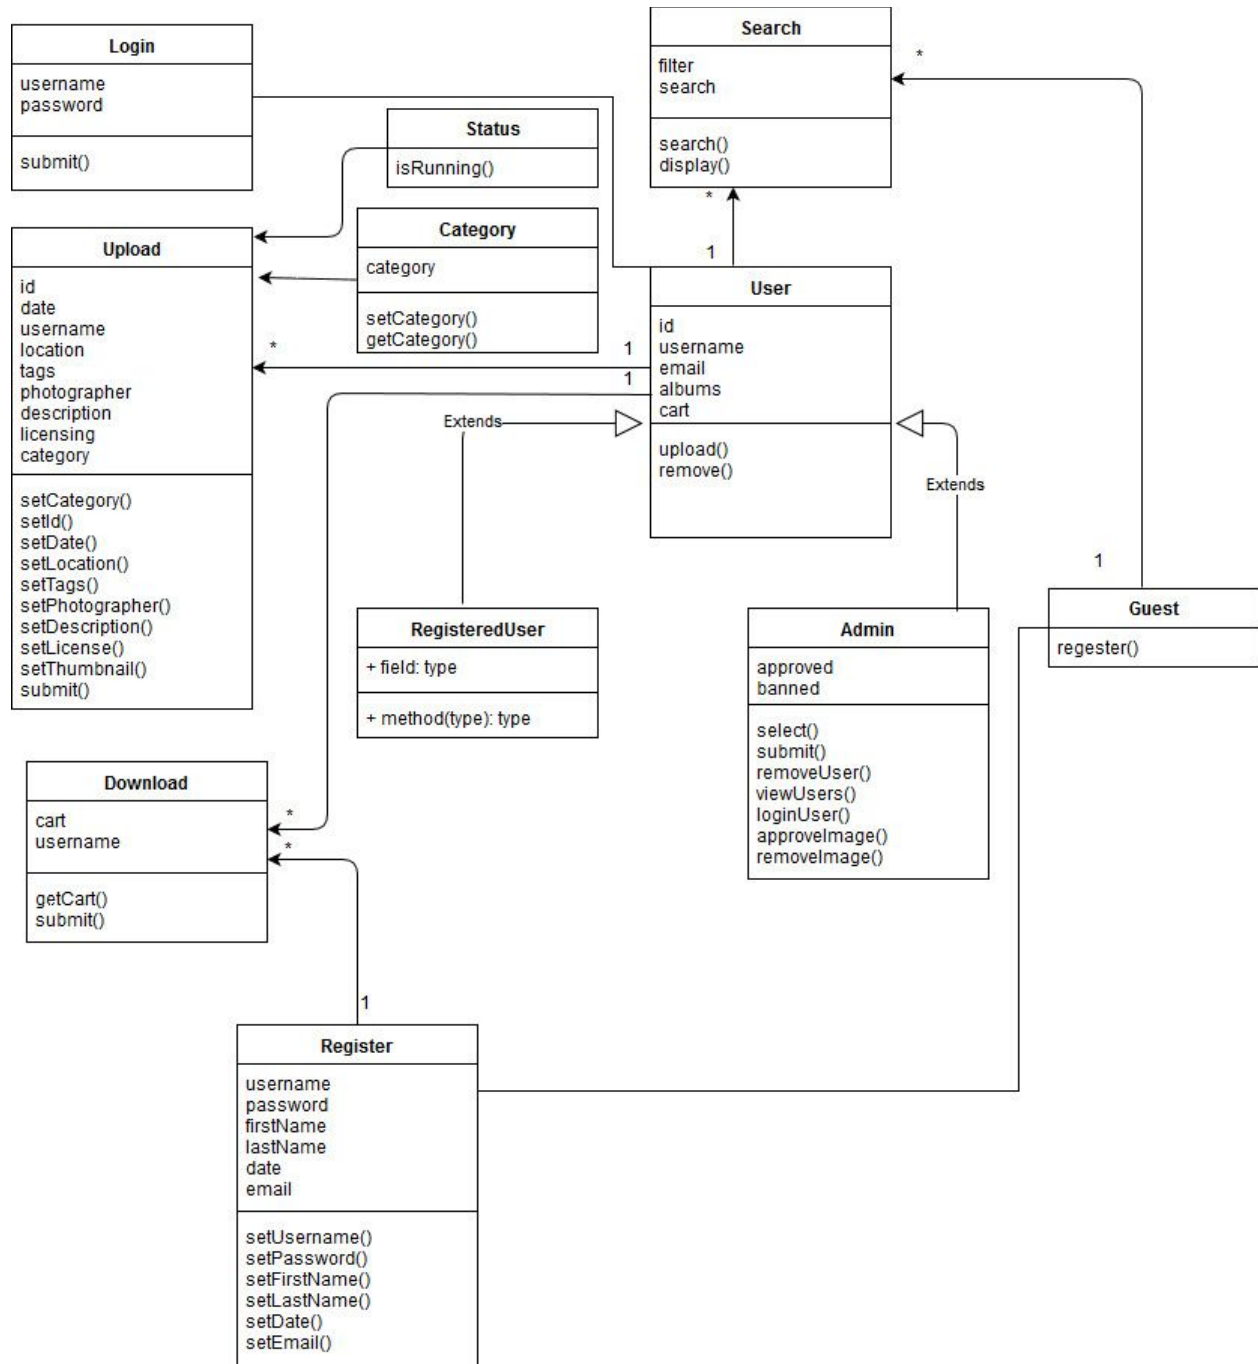 Login
username
password
submit()
Search
filter
search
search()
display()
*
*
Status
isRunning()
Category
category
setCategory()
getCategory()
Upload
id
date
username
location
tags
photographer
description
licensing
category
setCategory()
setId()
setDate()
setLocation()
setTags()
setPhotographer()
setDescription()
setLicense()
setThumbnail()
submit()
*
1
1
1
User
id
username
email
albums
cart
upload()
remove()
Extends
Extends
RegisteredUser
+ field: type
+ method(type): type
Admin
approved
banned
select()
submit()
removeUser()
viewUsers()
loginUser()
approveImage()
removeImage()
1
Guest
regester()
Download
cart
username
getCart()
submit()
*
*
1
Register
username
password
firstName
lastName
date
email
setUsername()
setPassword()
setFirstName()
setLastName()
setDate()
setEmail()